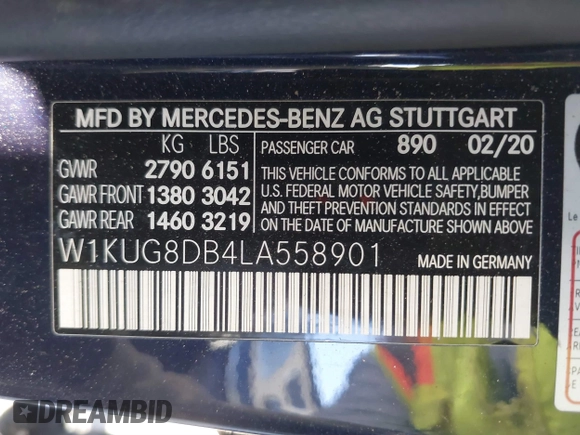 MFD BY MERCEDES-BENZ AG STUTTGART
KG LBS PASSENGER CAR 890 02/20
GVWR 2790 6151
GAWR FRONT 1380 3042
GAWR REAR 1460 3219
THIS VEHICLE CONFORMS TO ALL APPLICABLE
U.S. FEDERAL MOTOR VEHICLE SAFETY,BUMPER
AND THEFT PREVENTION STANDARDS IN EFFECT
ON THE DATE OF MANUFACTURE SHOWN ABOVE
W1KUG8DB4LA558901 MADE IN GERMANY
DREAMBID